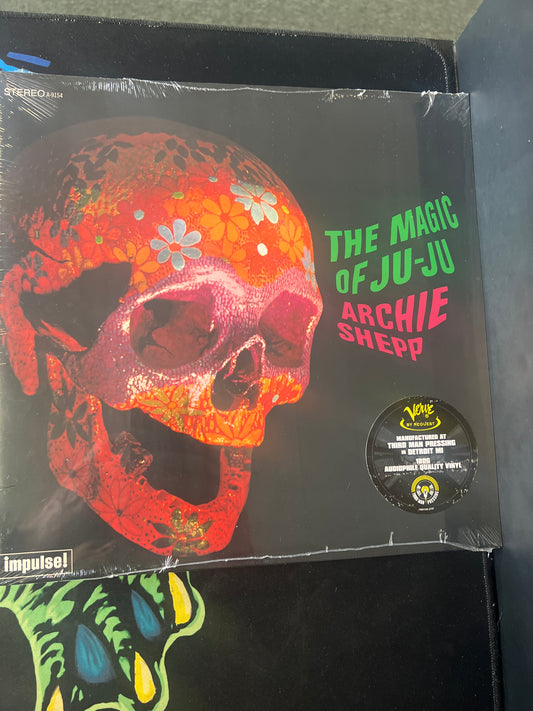 STEREO A-9154
THE MAGIC
OF JU-JU
ARCHIE
SHEPP
Verve
BY REQUEST
MANUFACTURED AT
THIRD MAN PRESSING
IN DETROIT MI
180G
AUDIOPHILE QUALITY VINYL
impulse!